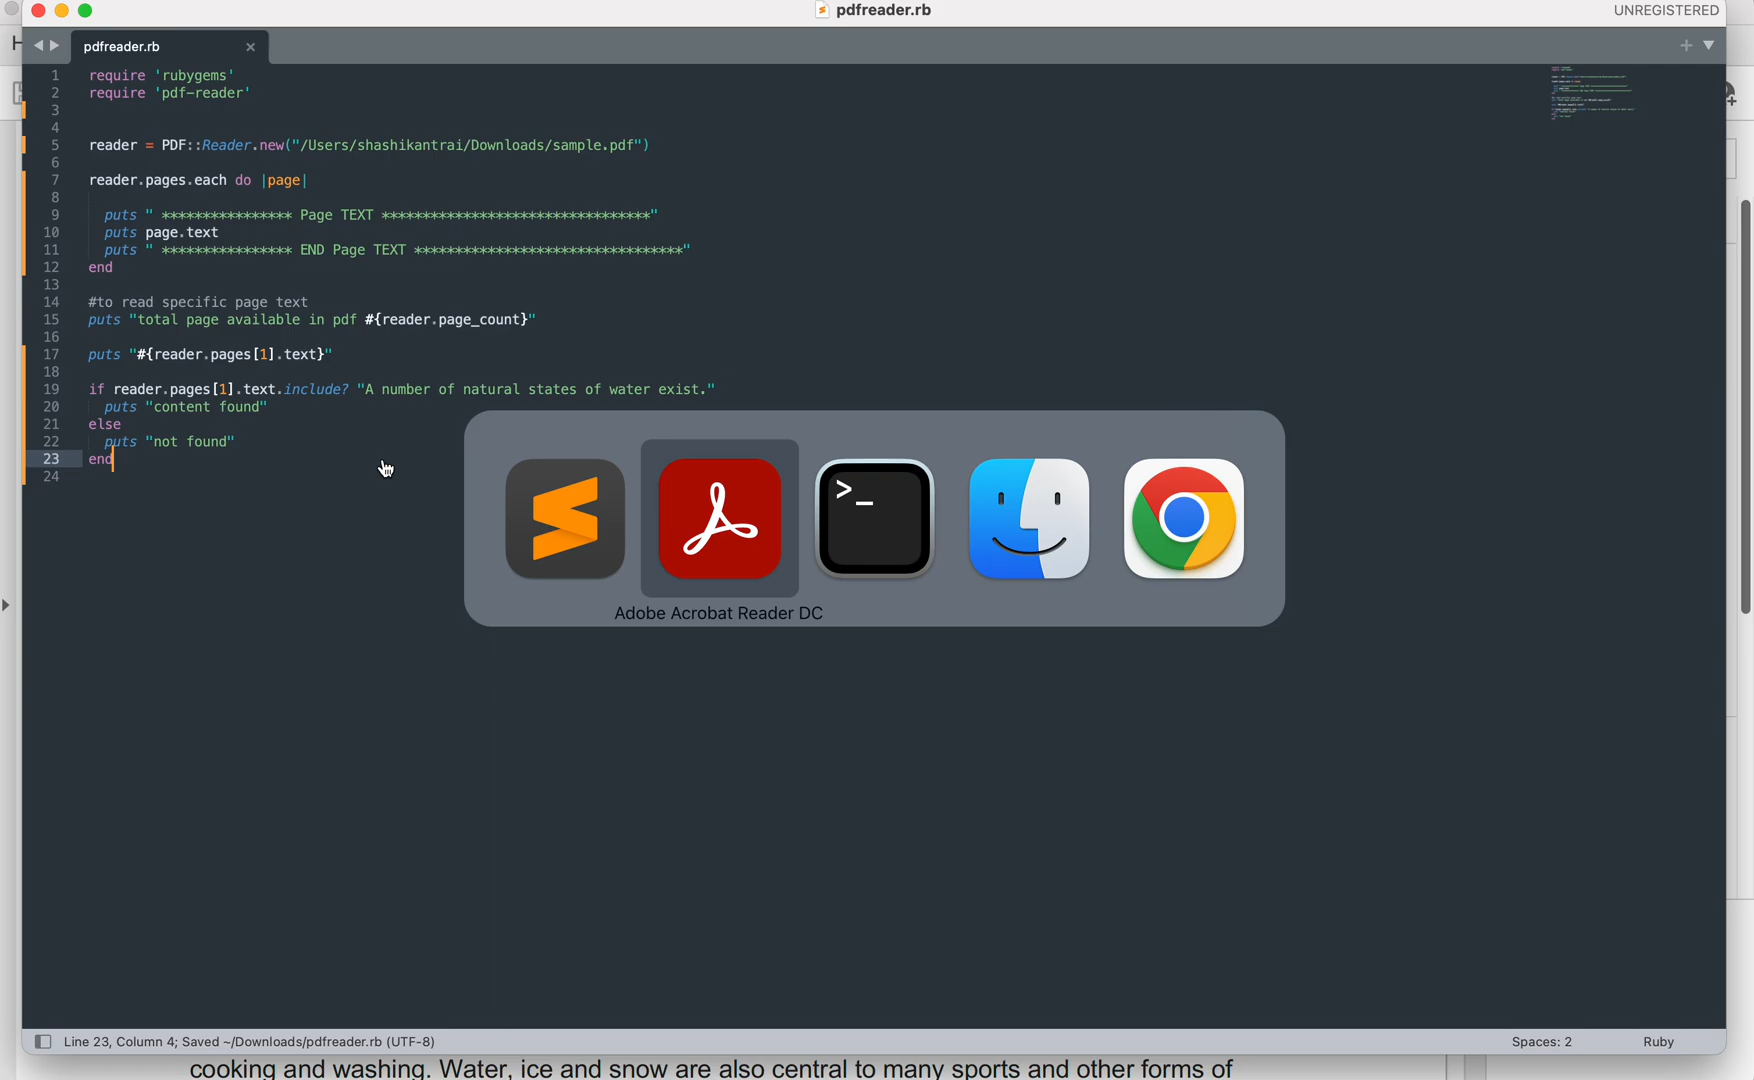 pdfreader.rb
UNREGISTERED
pdfreader.rb
1 require 'rubygems'
2 require 'pdf-reader'
3
4
5 reader = PDF::Reader.new("/Users/shashikantrai/Downloads/sample.pdf")
6
7 reader.pages.each do |page|
8
9 puts " **************** Page TEXT *********************************"
10 puts page.text
11 puts " **************** END Page TEXT *********************************"
12 end
13
14 #to read specific page text
15 puts "total page available in pdf #{reader.page_count}"
16
17 puts "#{reader.pages[1].text}"
18
19 if reader.pages[1].text.include? "A number of natural states of water exist."
20 puts "content found"
21 else
22 puts "not found"
23 end
24
Adobe Acrobat Reader DC
Line 23, Column 4; Saved ~/Downloads/pdfreader.rb (UTF-8)
Spaces: 2
Ruby
cooking and washing. Water, ice and snow are also central to many sports and other forms of